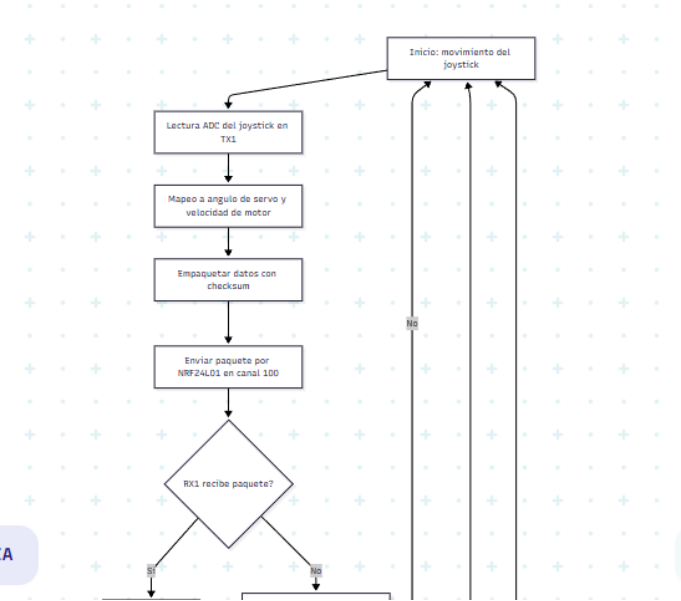 Inicio: movimiento del
joystick
Lectura ADC del joystick en
TX1
Mapeo a angulo de servo y
velocidad de motor
Empaquetar datos con
checksum
No
Enviar paquete por
NRF24L01 en canal 100
RX1 recibe paquete?
Si
No